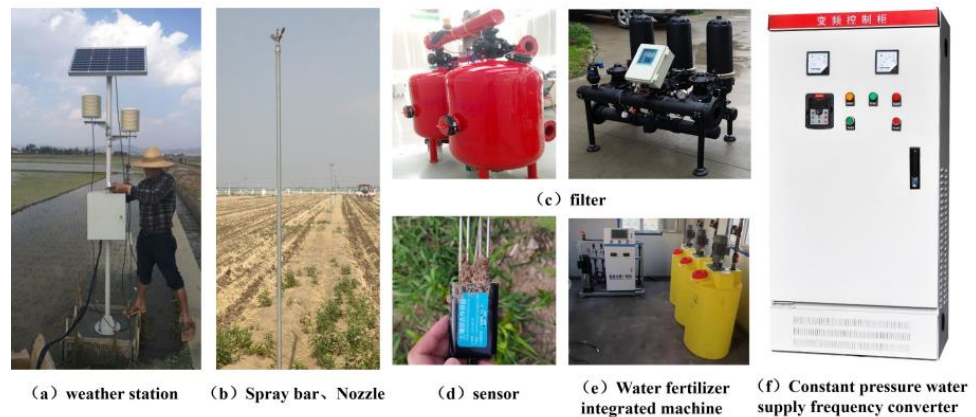 变频控制柜
(c) filter
(a) weather station
(b) Spray bar、Nozzle
(d) sensor
(e) Water fertilizer
integrated machine
(f) Constant pressure water
supply frequency converter